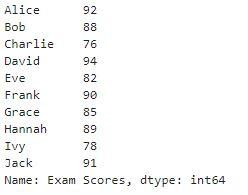 Alice 92
Bob 88
Charlie 76
David 94
Eve 82
Frank 90
Grace 85
Hannah 89
Ivy 78
Jack 91
Name: Exam Scores, dtype: int64